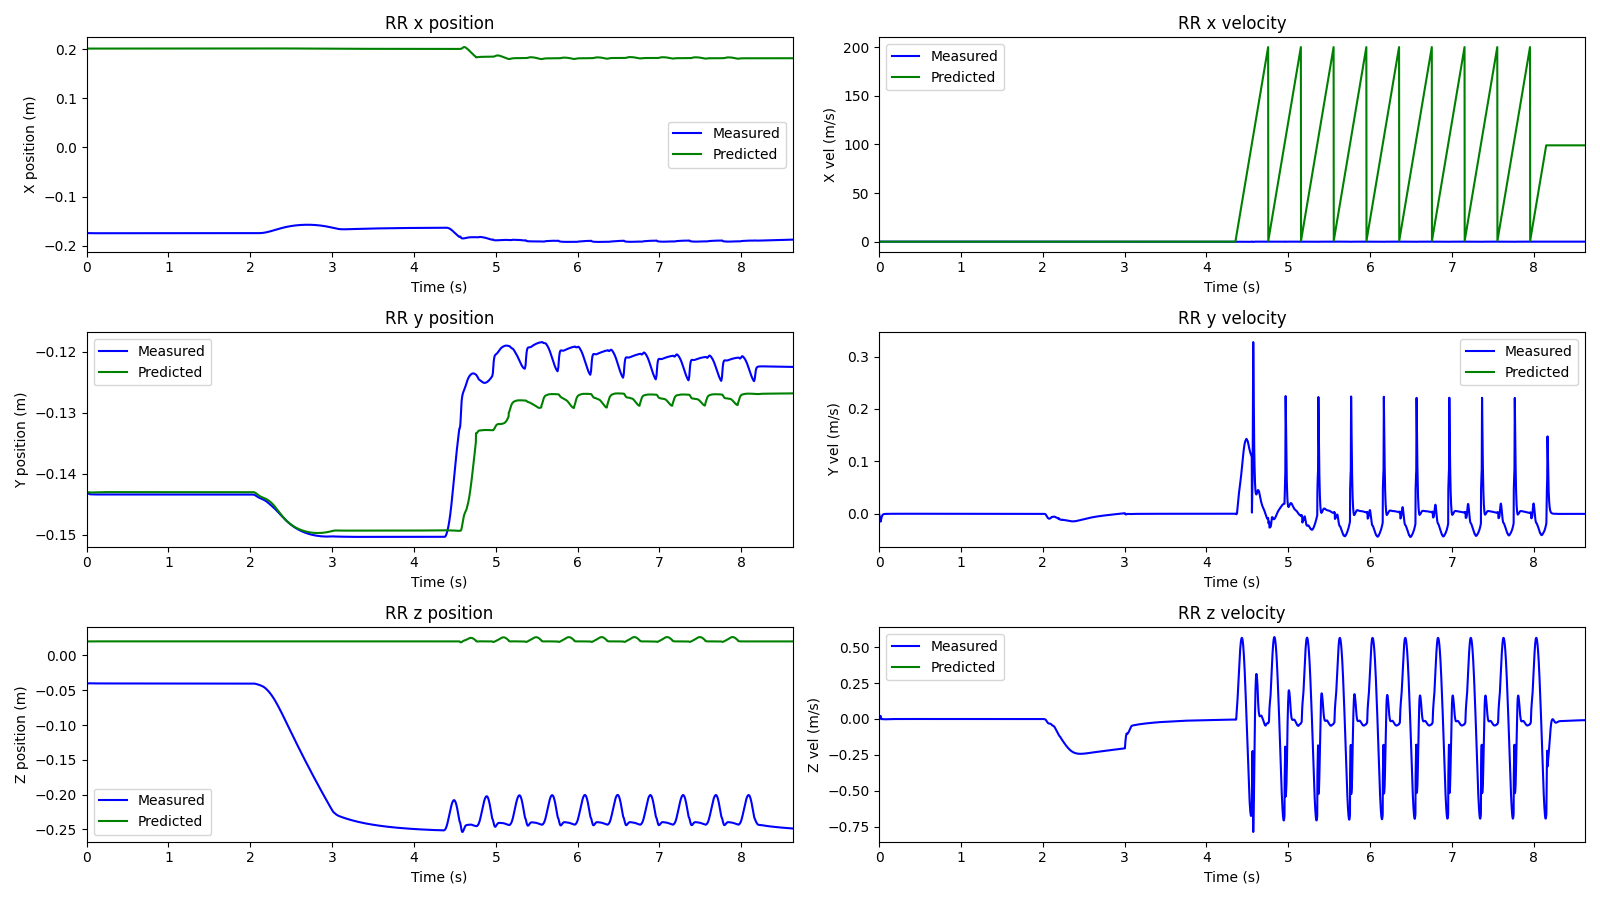 RR x position
X position (m)
0.2
0.1
0.0
−0.1
−0.2
Measured
Predicted
0 1 2 3 4 5 6 7 8
Time (s)
RR x velocity
X vel (m/s)
200
150
100
50
0
Measured
Predicted
0 1 2 3 4 5 6 7 8
Time (s)
RR y position
Y position (m)
−0.12
−0.13
−0.14
−0.15
Measured
Predicted
0 1 2 3 4 5 6 7 8
Time (s)
RR y velocity
Y vel (m/s)
0.3
0.2
0.1
0.0
Measured
Predicted
0 1 2 3 4 5 6 7 8
Time (s)
RR z position
Z position (m)
0.00
−0.05
−0.10
−0.15
−0.20
−0.25
Measured
Predicted
0 1 2 3 4 5 6 7 8
Time (s)
RR z velocity
Z vel (m/s)
0.50
0.25
0.00
−0.25
−0.50
−0.75
Measured
Predicted
0 1 2 3 4 5 6 7 8
Time (s)